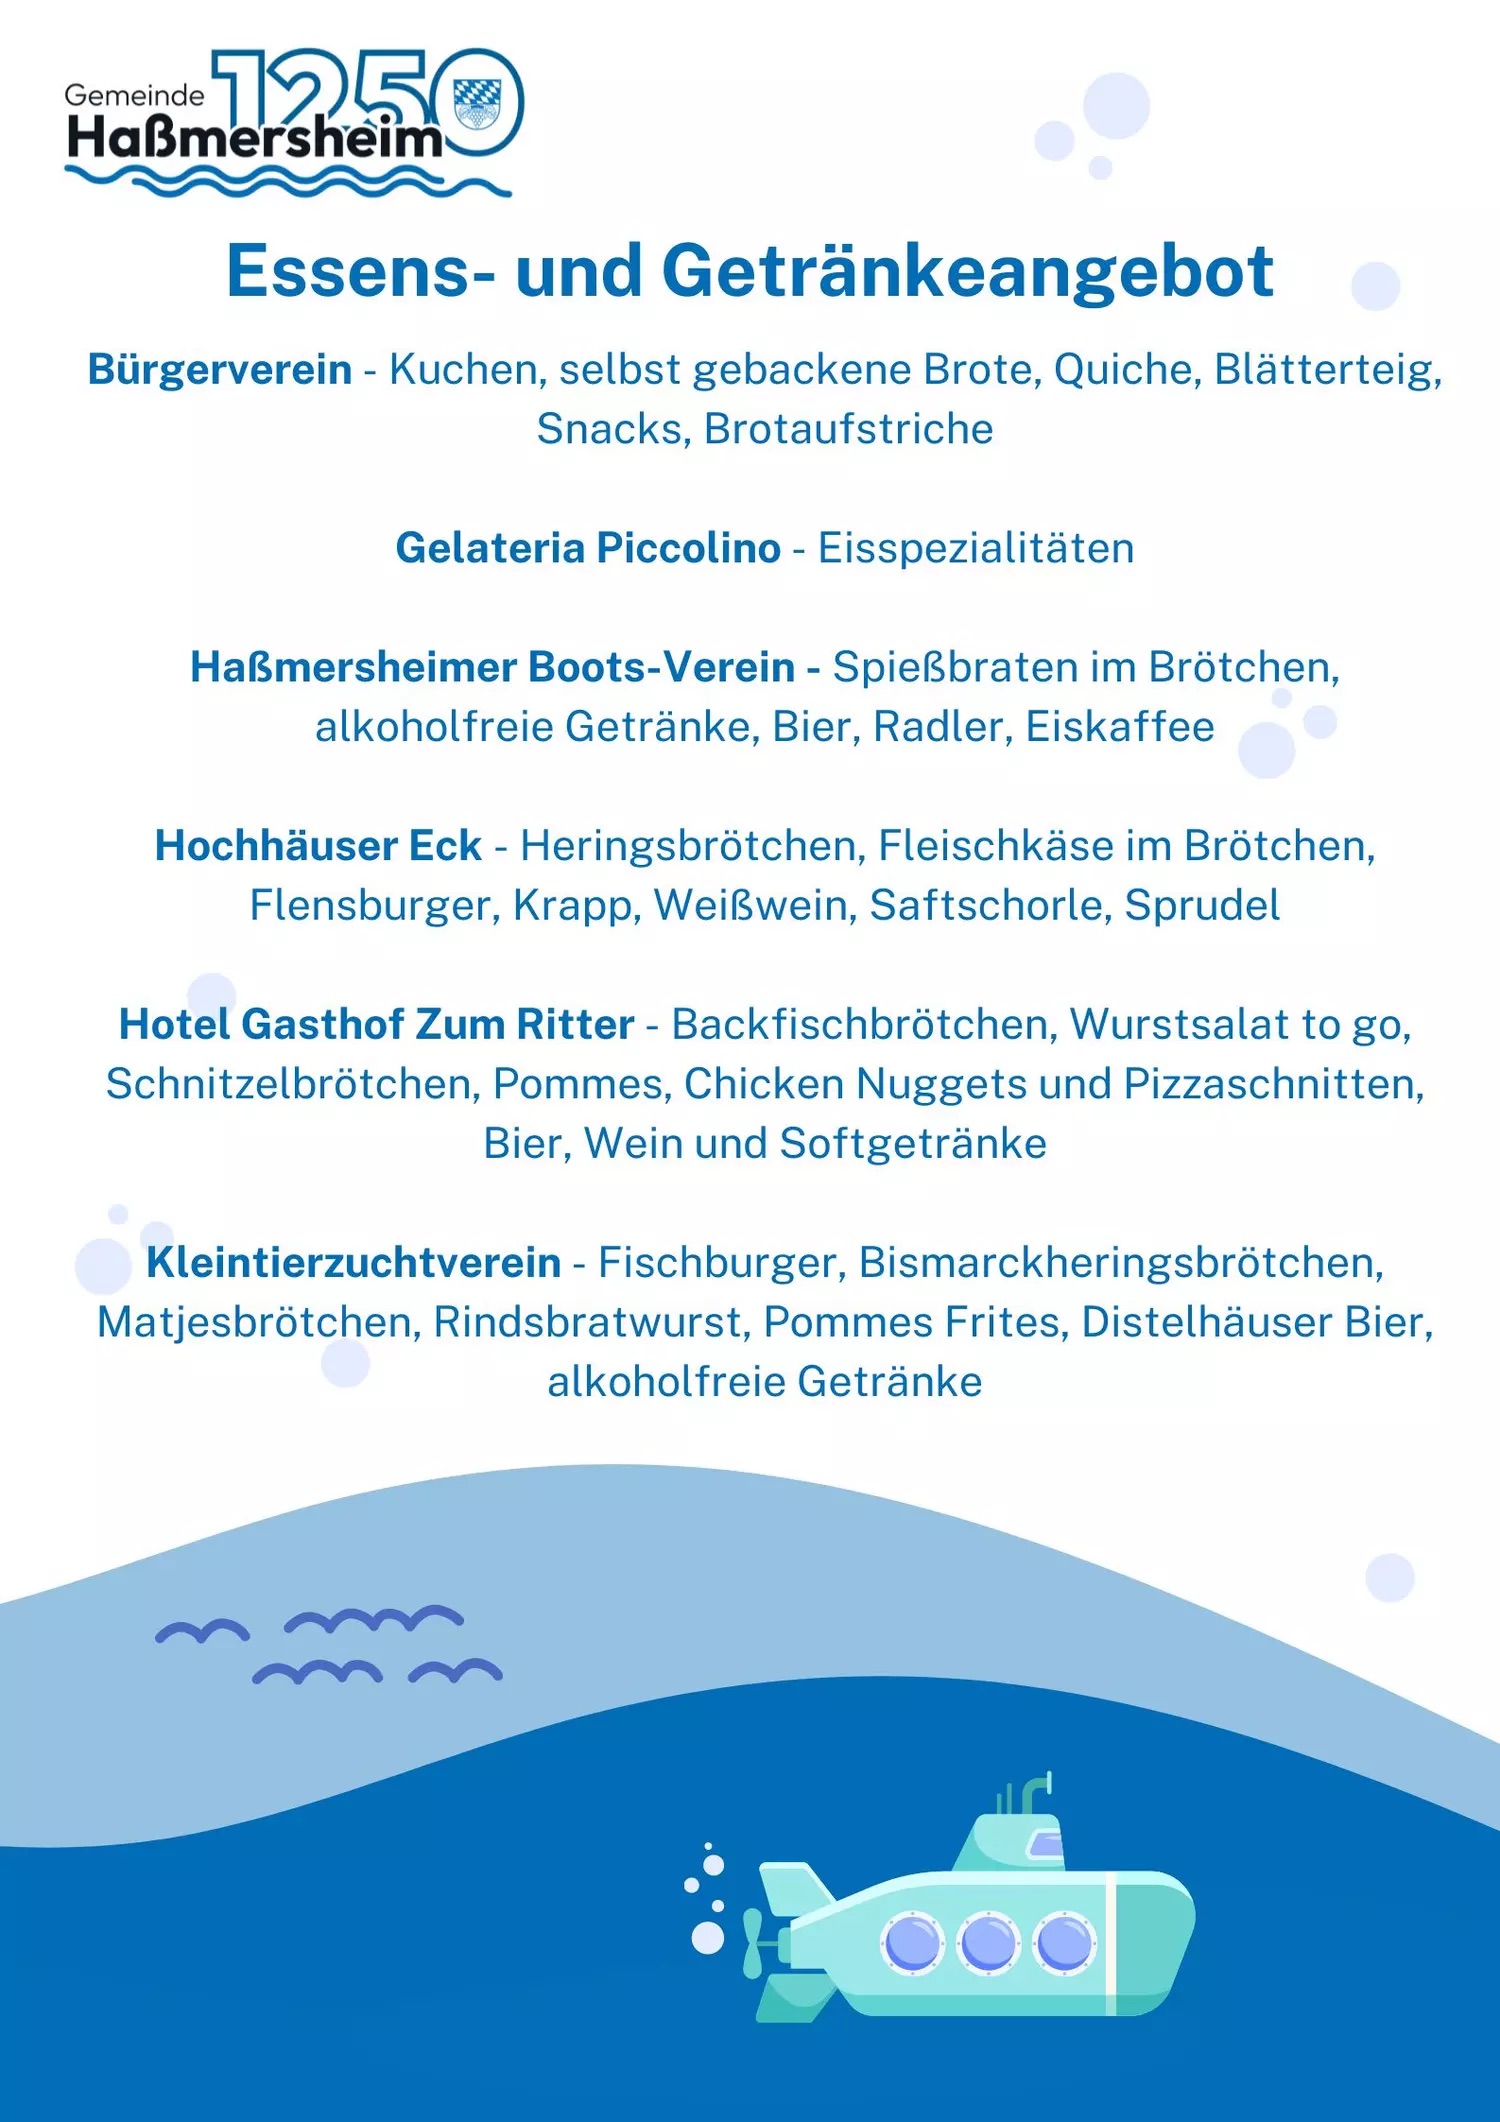 Gemeinde 1250
Haßmersheim
Essens- und Getränkeangebot
Bürgerverein - Kuchen, selbst gebackene Brote, Quiche, Blätterteig,
Snacks, Brotaufstriche
Gelateria Piccolino - Eisspezialitäten
Haßmersheimer Boots-Verein - Spießbraten im Brötchen,
alkoholfreie Getränke, Bier, Radler, Eiskaffee
Hochhäuser Eck - Heringsbrötchen, Fleischkäse im Brötchen,
Flensburger, Krapp, Weißwein, Saftschorle, Sprudel
Hotel Gasthof Zum Ritter - Backfischbrötchen, Wurstsalat to go,
Schnitzelbrötchen, Pommes, Chicken Nuggets und Pizzaschnitten,
Bier, Wein und Softgetränke
Kleintierzuchtverein - Fischburger, Bismarckheringsbrötchen,
Matjesbrötchen, Rindsbratwurst, Pommes Frites, Distelhäuser Bier,
alkoholfreie Getränke